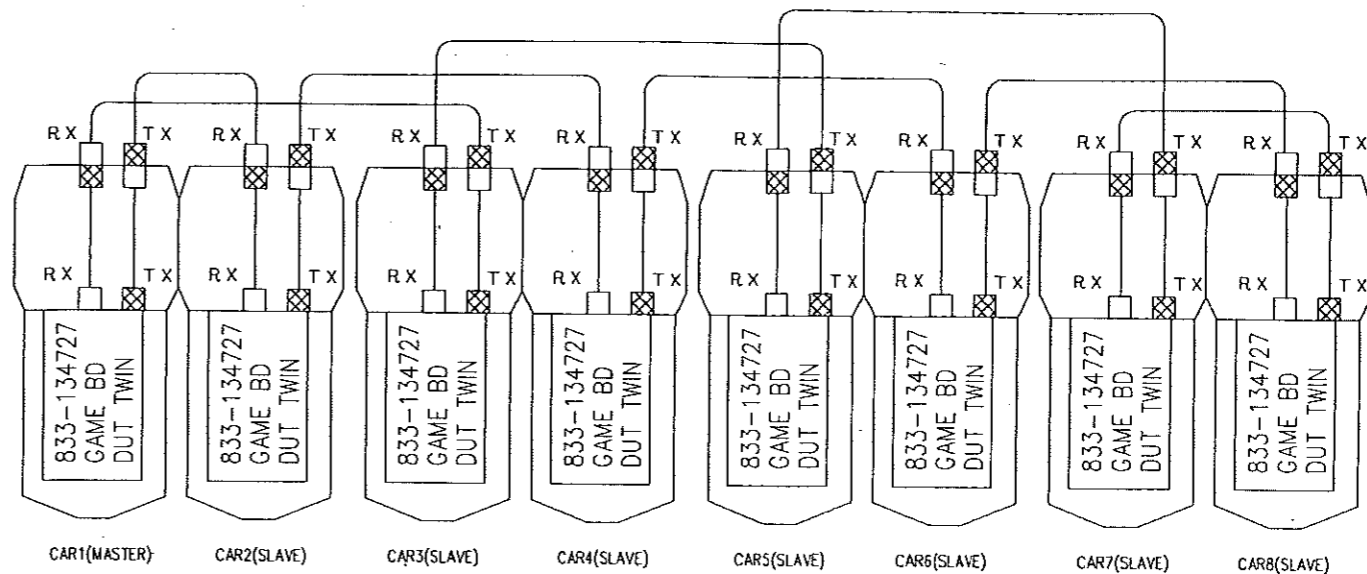 RX TX RX TX RX TX RX TX RX TX RX TX RX TX RX TX
RX TX RX TX RX TX RX TX RX TX RX TX RX TX RX TX
833-134727
GAME BD
DUT TWIN
833-134727
GAME BD
DUT TWIN
833-134727
GAME BD
DUT TWIN
833-134727
GAME BD
DUT TWIN
833-134727
GAME BD
DUT TWIN
833-134727
GAME BD
DUT TWIN
833-134727
GAME BD
DUT TWIN
833-134727
GAME BD
DUT TWIN
CAR1(MASTER) CAR2(SLAVE) CAR3(SLAVE) CAR4(SLAVE) CAR5(SLAVE) CAR6(SLAVE) CAR7(SLAVE) CAR8(SLAVE)